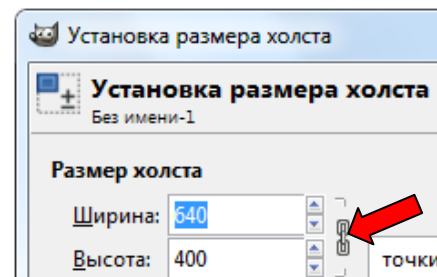 Установка размера холста
Установка размера холста
Без имени-1
Размер холста
Ширина: 640
Высота: 400 точки